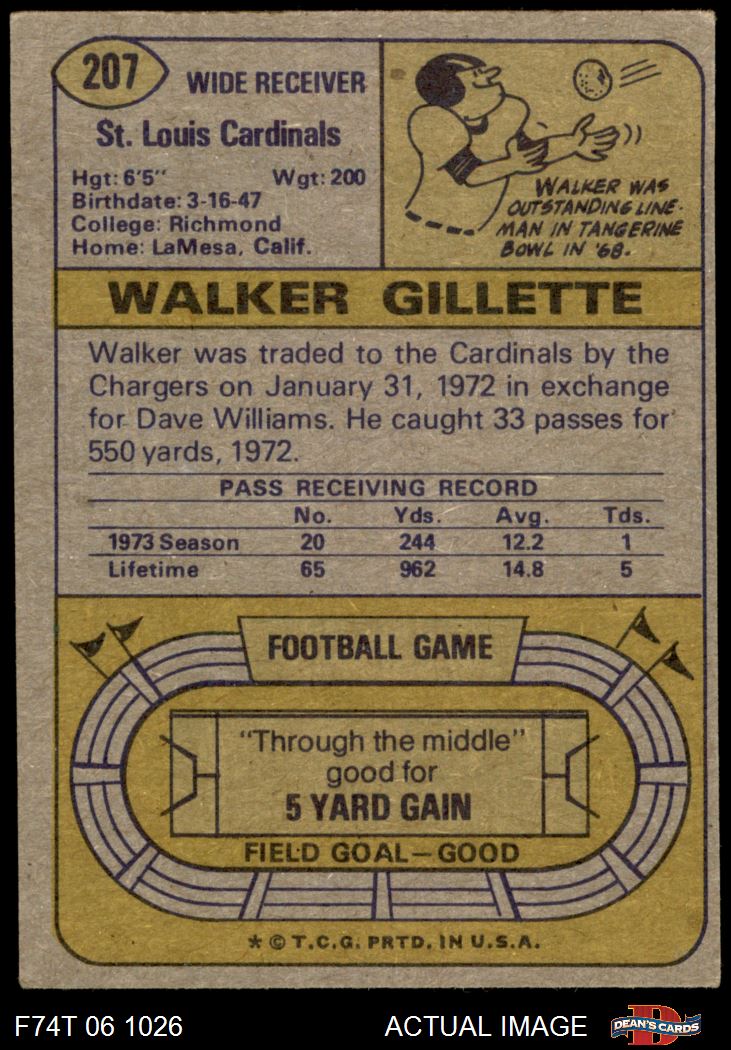 207
WIDE RECEIVER
St. Louis Cardinals
Hgt: 6'5" Wgt: 200
Birthdate: 3-16-47
College: Richmond
Home: LaMesa, Calif.
WALKER WAS
OUTSTANDING LINE-
MAN IN TANGERINE
BOWL IN '68.
WALKER GILLETTE
Walker was traded to the Cardinals by the
Chargers on January 31, 1972 in exchange
for Dave Williams. He caught 33 passes for
550 yards, 1972.
PASS RECEIVING RECORD
No. Yds. Avg. Tds.
1973 Season 20 244 12.2 1
Lifetime 65 962 14.8 5
FOOTBALL GAME
"Through the middle"
good for
5 YARD GAIN
FIELD GOAL—GOOD
* © T.C.G. PRTD. IN U.S.A.
F74T 06 1026 ACTUAL IMAGE
D
DEAN'S CARDS